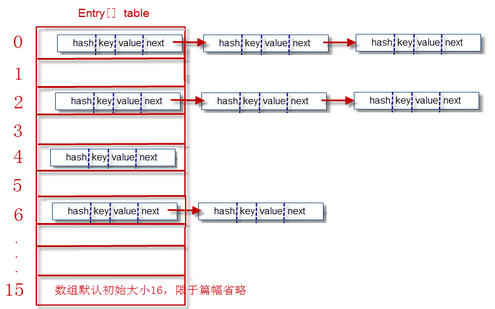 Entry[] table
0 hash key value next hash key value next hash key value next
1
2 hash key value next hash key value next hash key value next
3
4 hash key value next
5
6 hash key value next hash key value next
.
.
.
15 数组默认初始大小16，限于篇幅省略